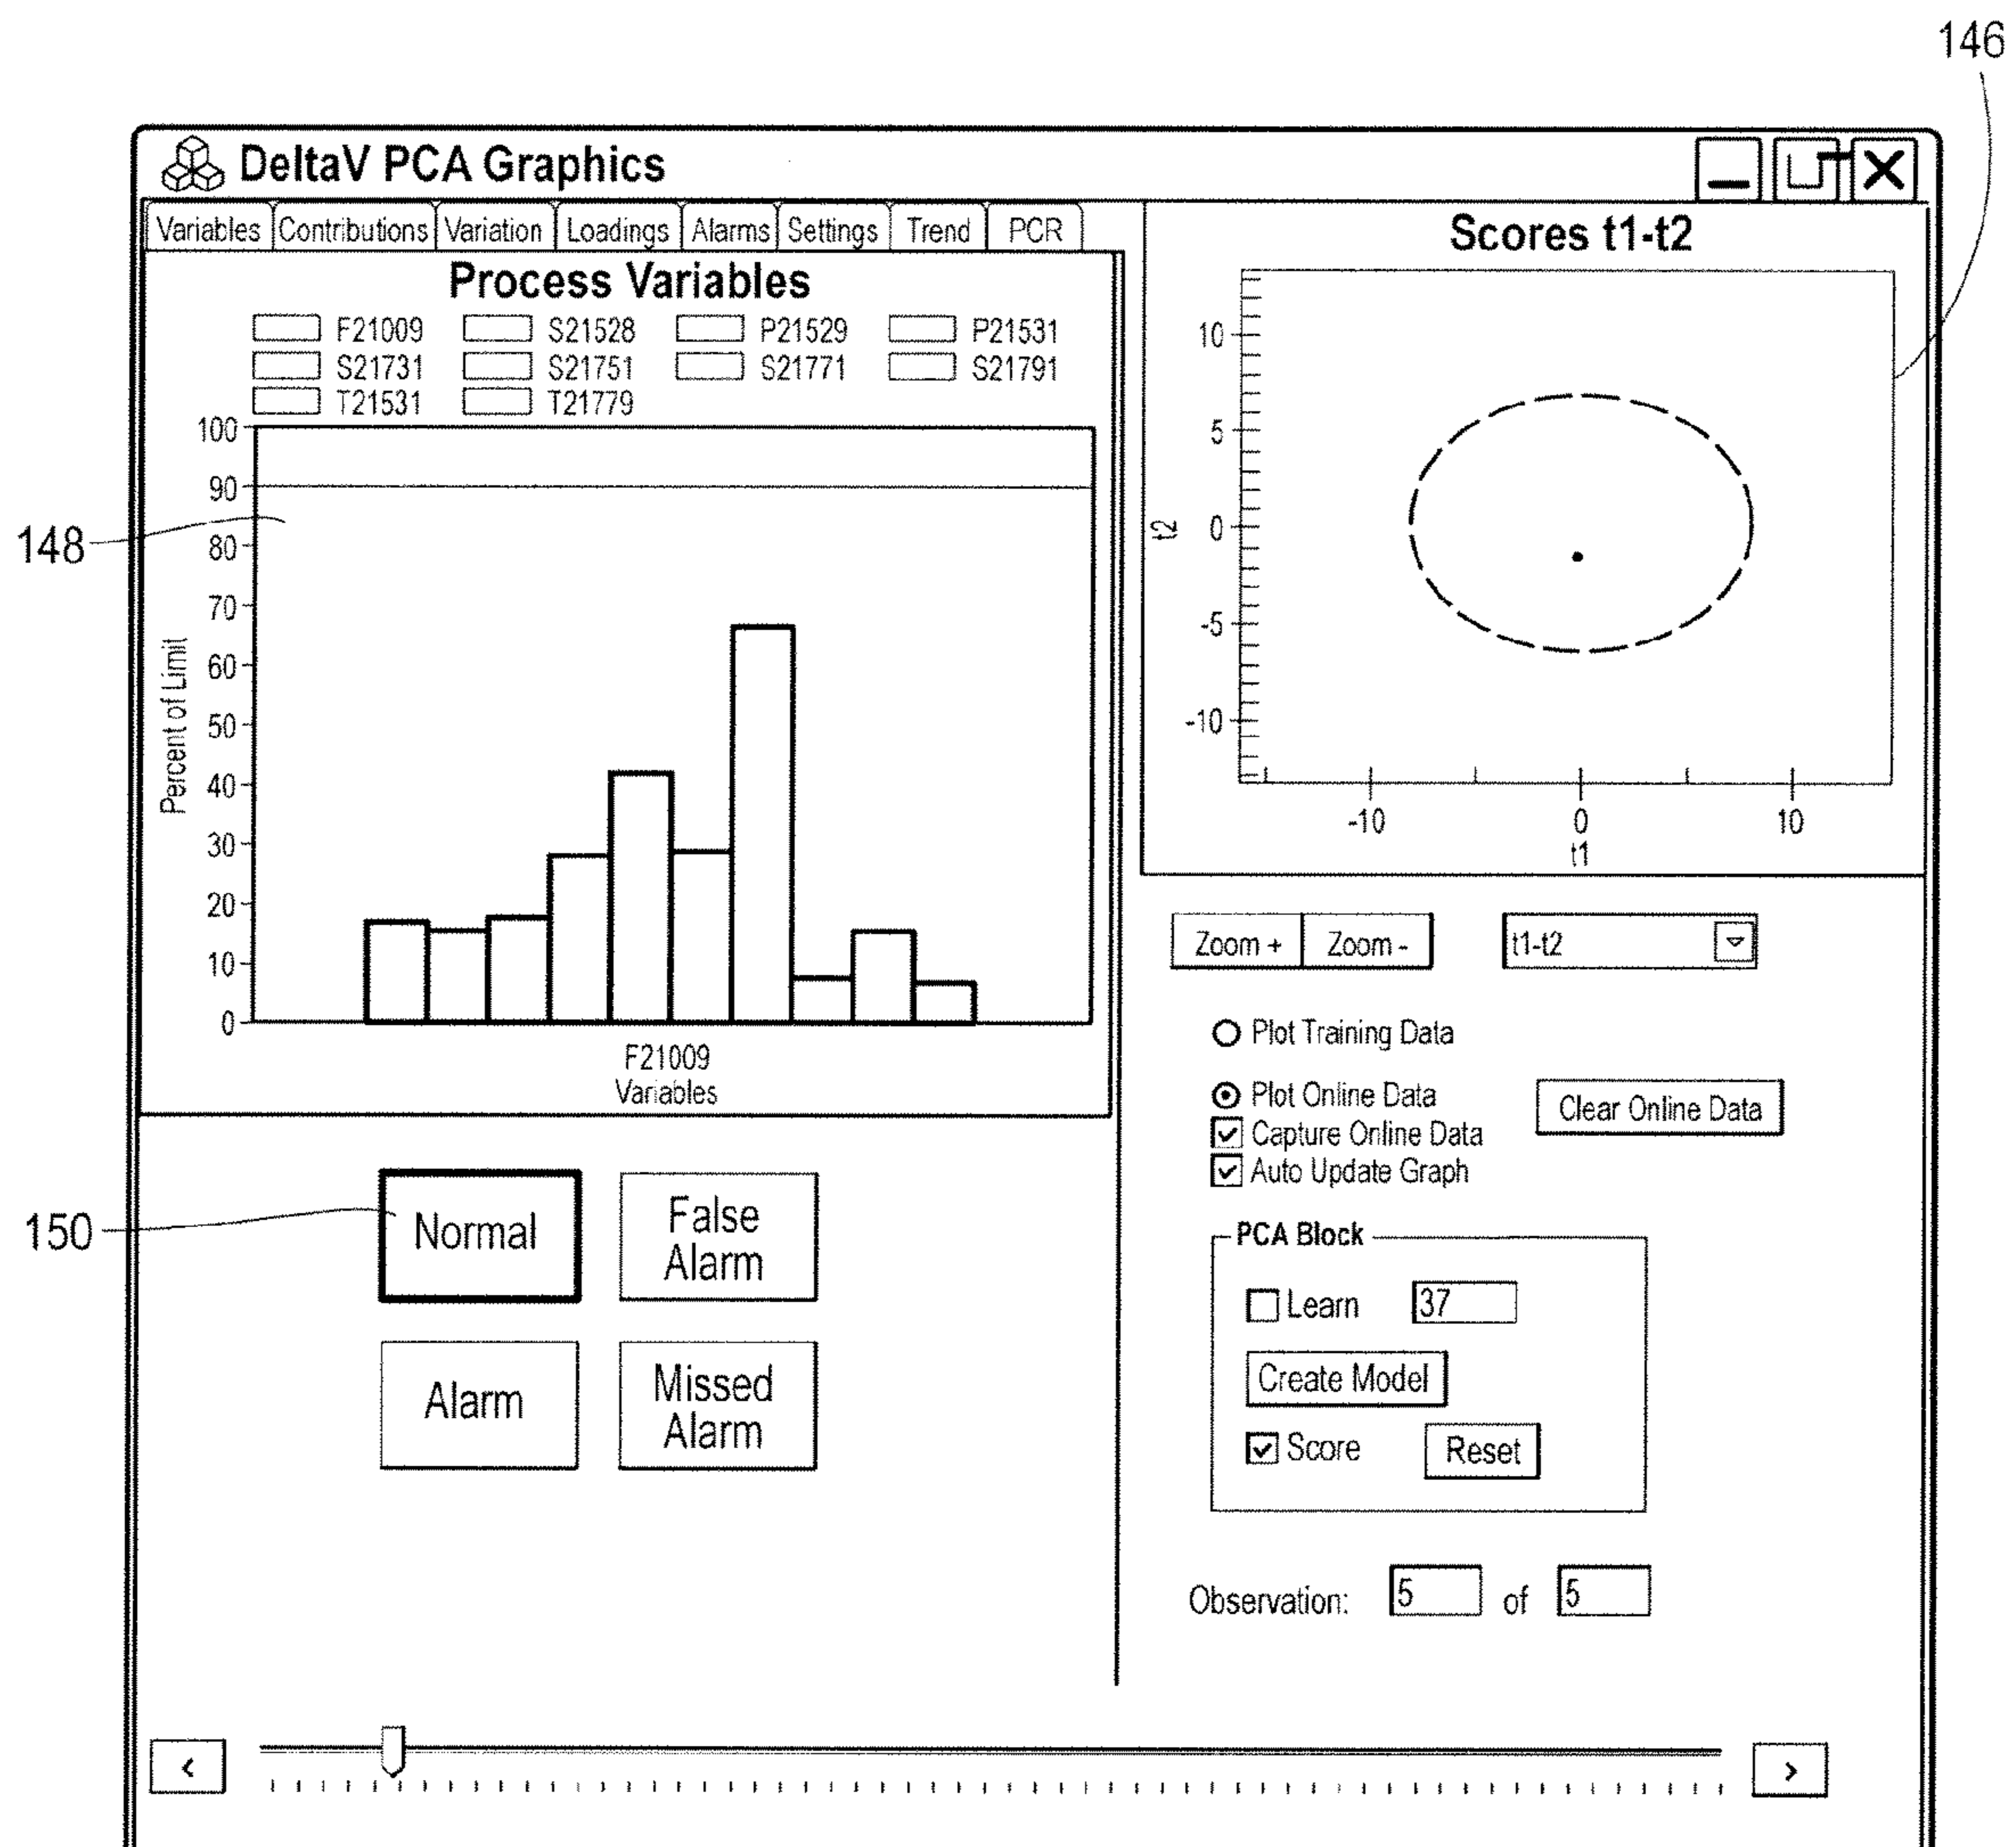 146
DeltaV PCA Graphics
Variables Contributions Variation Loadings Alarms Settings Trend PCR
Process Variables
F21009 S21528 P21529 P21531
S21731 S21751 S21771 S21791
T21531 T21779
100
90
80
70
60
50
40
30
20
10
0
Percent of Limit
F21009
Variables
148
Scores t1-t2
10
5
0
-5
-10
t2
-10 0 10
t1
Zoom + Zoom - t1-t2
Plot Training Data
Plot Online Data
Clear Online Data
Capture Online Data
Auto Update Graph
150
Normal
False
Alarm
Alarm
Missed
Alarm
PCA Block
Learn 37
Create Model
Score Reset
Observation: 5 of 5
< >